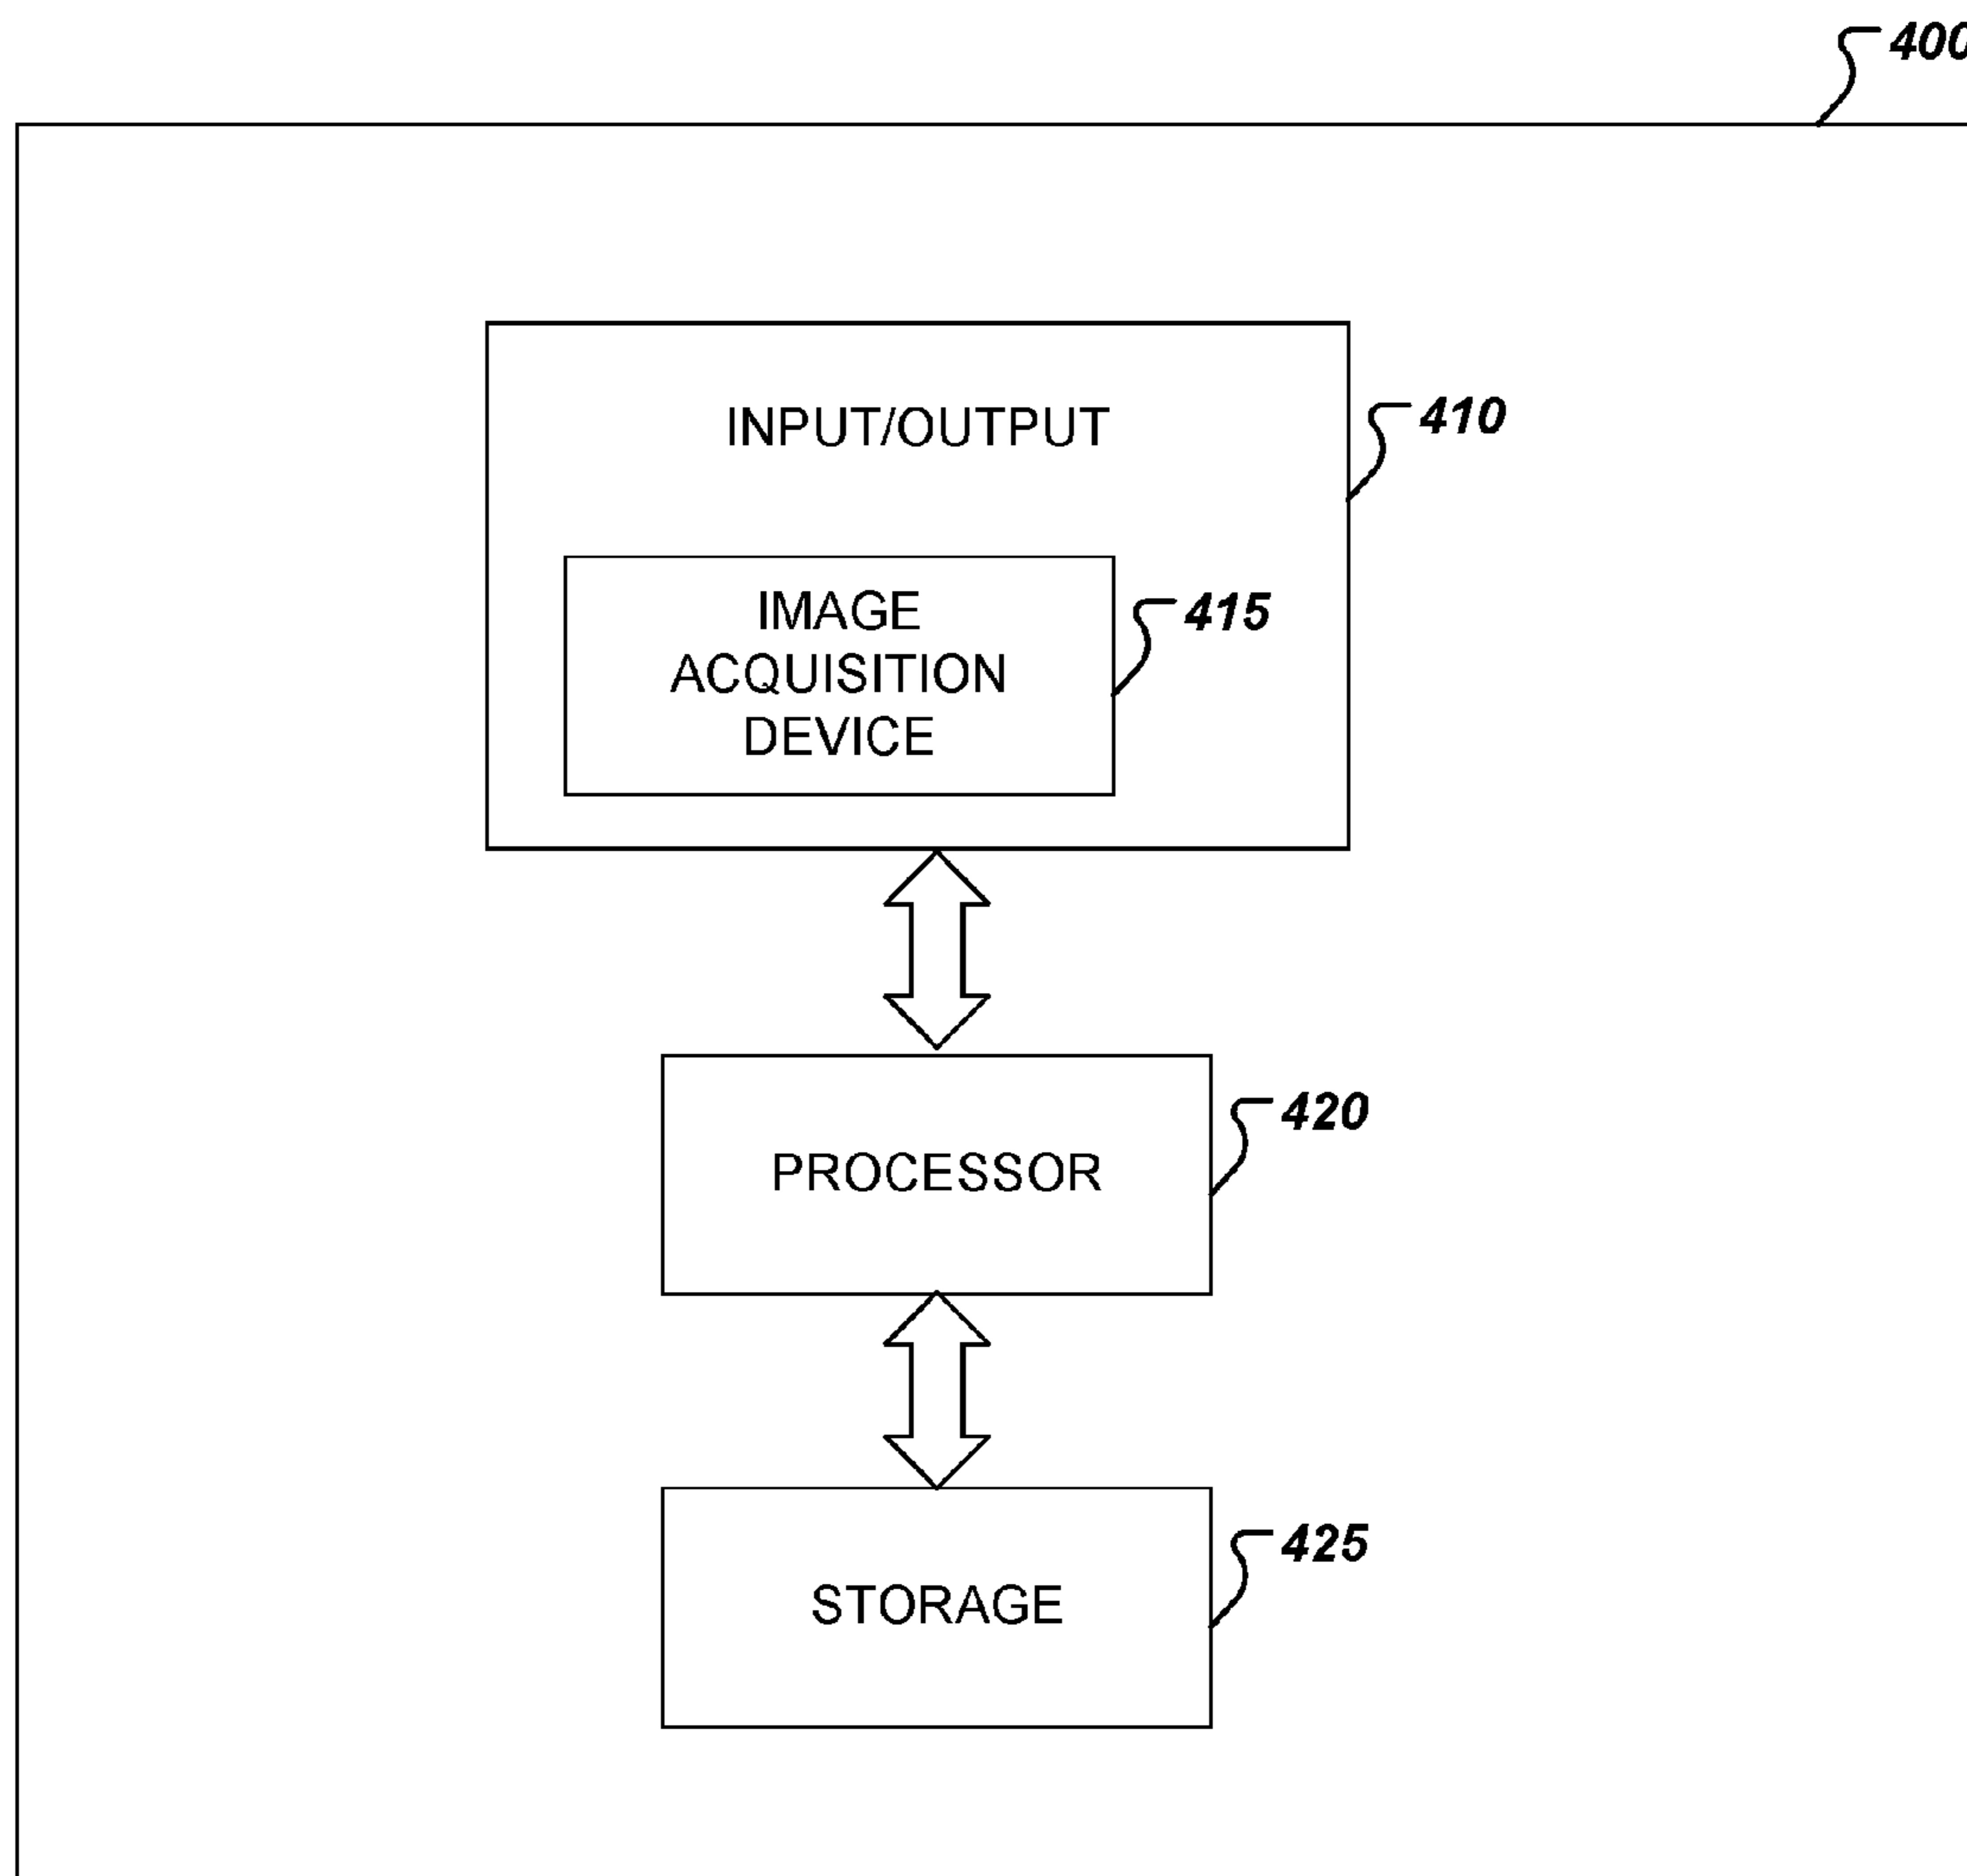 400
INPUT/OUTPUT
410
IMAGE
ACQUISITION
DEVICE
415
PROCESSOR
420
STORAGE
425